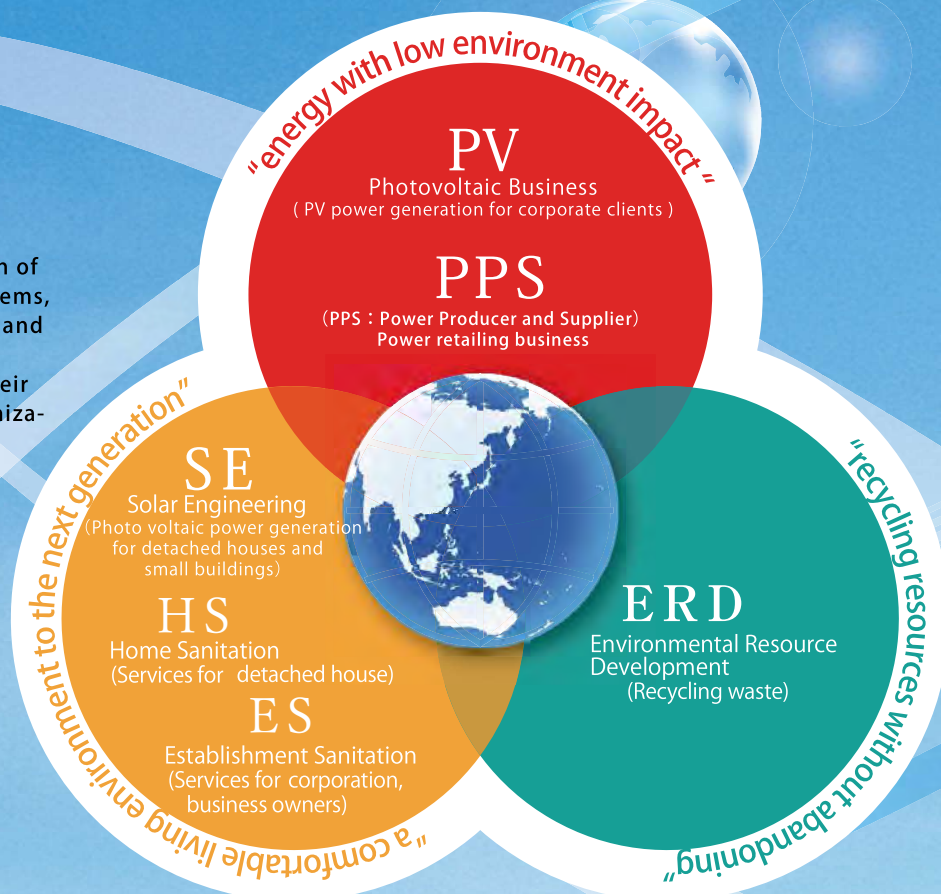 "energy with low environment impact"
PV
Photovoltaic Business
( PV power generation for corporate clients )
PPS
(PPS：Power Producer and Supplier)
Power retailing business
of
and
"a comfortable living environment to the next generation"
SE
Solar Engineering
(Photo voltaic power generation
for detached houses and
small buildings)
HS
Home Sanitation
(Services for detached house)
ES
Establishment Sanitation
(Services for corporation,
business owners)
"recycling resources without abandoning"
ERD
Environmental Resource
Development
(Recycling waste)